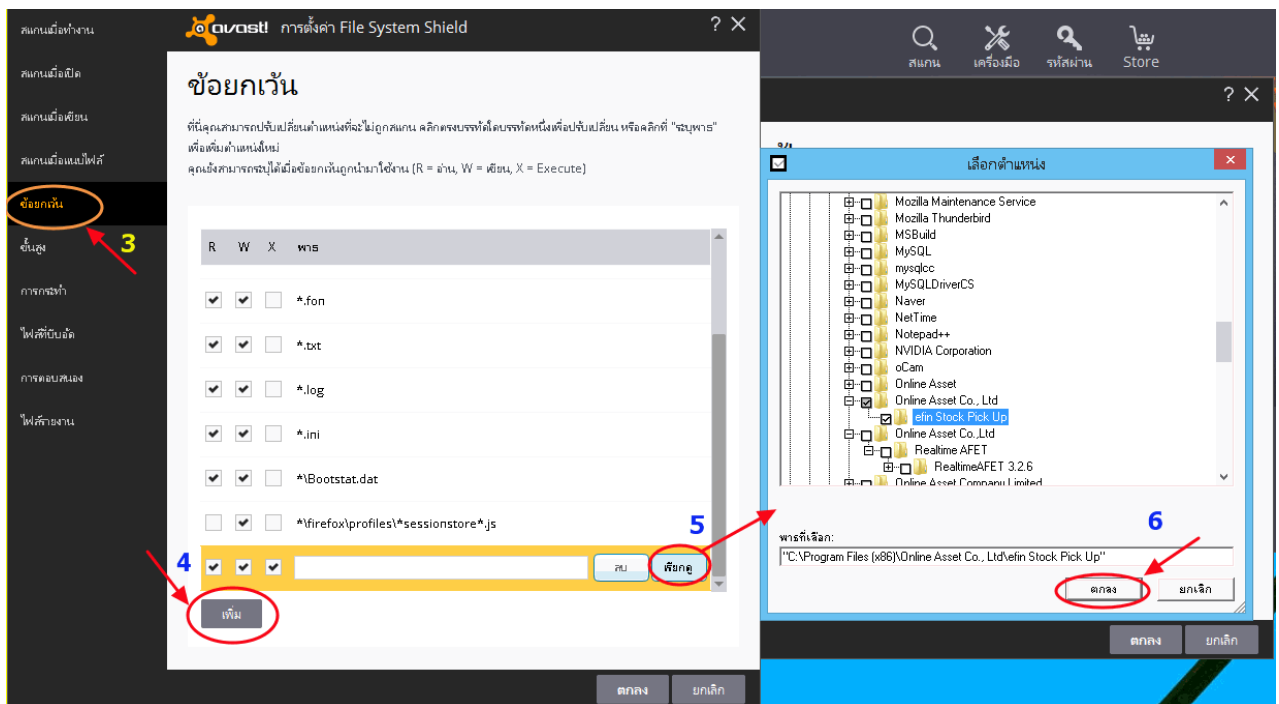 สแกนเมื่อทำงาน
สแกนเมื่อเปิด
สแกนเมื่อเขียน
สแกนเมื่อแนบไฟล์
ข้อยกเว้น
3
ขั้นสูง
การกระทำ
ไฟล์ที่บีบอัด
การตอบสนอง
ไฟล์รายงาน
avast! การตั้งค่า File System Shield
? ✕
ข้อยกเว้น
ที่นี่คุณสามารถปรับเปลี่ยนตำแหน่งที่จะไม่ถูกสแกน คลิกตรงบรรทัดใดบรรทัดหนึ่งเพื่อปรับเปลี่ยน หรือคลิกที่ "ระบุพาธ"
เพื่อเพิ่มตำแหน่งใหม่
คุณยังสามารถระบุได้เมื่อข้อยกเว้นถูกนำมาใช้งาน (R = อ่าน, W = เขียน, X = Execute)
R W X พาธ
*.fon
*.txt
*.log
*.ini
*\Bootstat.dat
*\firefox\profiles\*sessionstore*.js
4
ลบ
เรียกดู
5
เพิ่ม
ตกลง
ยกเลิก
สแกน
เครื่องมือ
รหัสผ่าน
Store
? ✕
เลือกตำแหน่ง
Mozilla Maintenance Service
Mozilla Thunderbird
MSBuild
MySQL
mysqlcc
MySQLDriverCS
Naver
NetTime
Notepad++
NVIDIA Corporation
oCam
Online Asset
Online Asset Co., Ltd
efin Stock Pick Up
Online Asset Co.,Ltd
Realtime AFET
RealtimeAFET 3.2.6
Online Asset Company Limited
พาธที่เลือก:
6
"C:\Program Files (x86)\Online Asset Co., Ltd\efin Stock Pick Up"
ตกลง
ยกเลิก
ตกลง
ยกเลิก